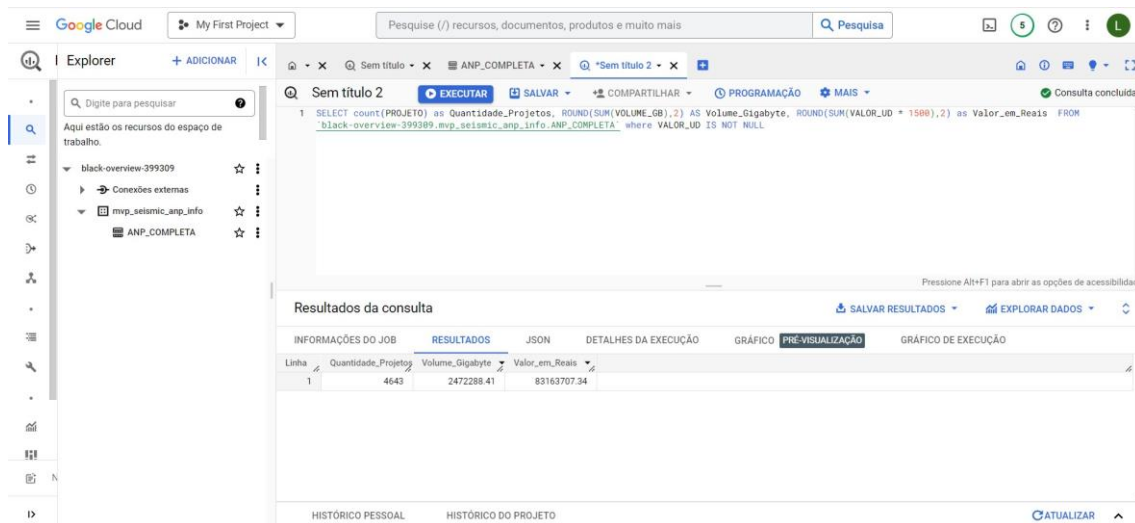 Google Cloud
My First Project
Pesquise (/) recursos, documentos, produtos e muito mais
Pesquisa
5
L
Explorer
+ ADICIONAR
Digite para pesquisar
Aqui estão os recursos do espaço de
trabalho.
black-overview-399309
Conexões externas
mvp_seismic_anp_info
ANP_COMPLETA
Sem título
ANP_COMPLETA
*Sem título 2
Sem título 2
EXECUTAR
SALVAR
COMPARTILHAR
PROGRAMAÇÃO
MAIS
Consulta concluída
1 SELECT count(PROJETO) as Quantidade_Projetos, ROUND(SUM(VOLUME_GB),2) AS Volume_Gigabyte, ROUND(SUM(VALOR_UD * 1500),2) as Valor_em_Reais FROM
`black-overview-399309.mvp_seismic_anp_info.ANP_COMPLETA` where VALOR_UD IS NOT NULL
Pressione Alt+F1 para abrir as opções de acessibilidad
Resultados da consulta
SALVAR RESULTADOS
EXPLORAR DADOS
INFORMAÇÕES DO JOB
RESULTADOS
JSON
DETALHES DA EXECUÇÃO
GRÁFICO PRÉ-VISUALIZAÇÃO
GRÁFICO DE EXECUÇÃO
Linha Quantidade_Projetos Volume_Gigabyte Valor_em_Reais
1 4643 2472288.41 83163707.34
HISTÓRICO PESSOAL
HISTÓRICO DO PROJETO
ATUALIZAR